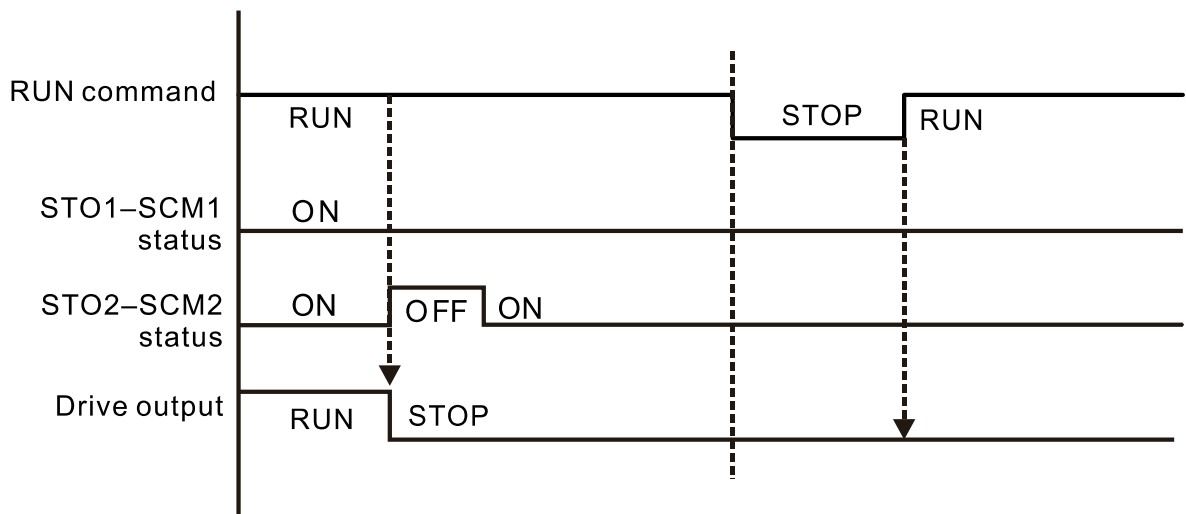 RUN command
RUN
STOP
RUN
STO1–SCM1
status
ON
STO2–SCM2
status
ON
OFF
ON
Drive output
RUN
STOP